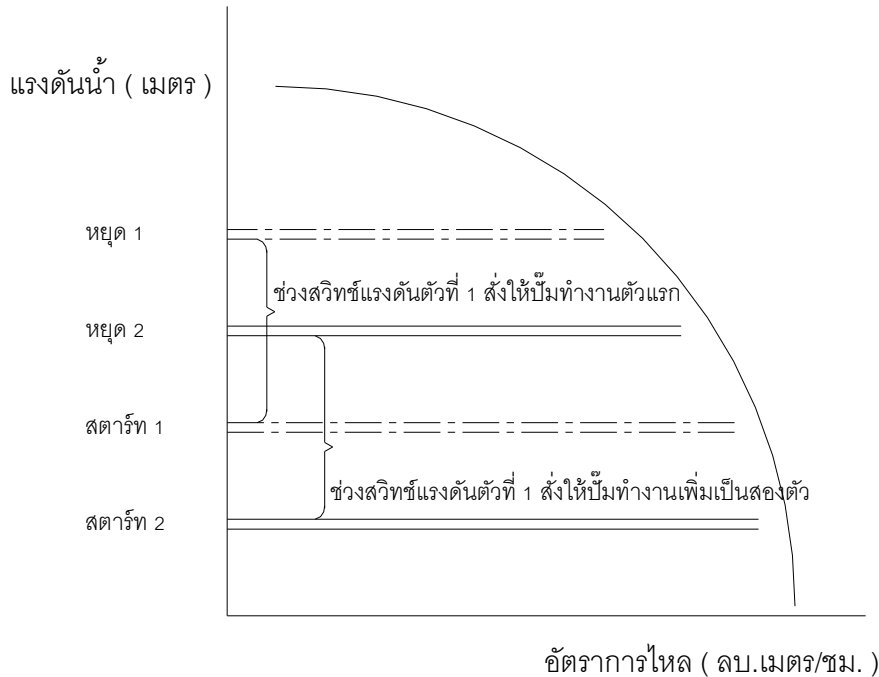 แรงดันน้ำ ( เมตร )
หยุด 1
ช่วงสวิทช์แรงดันตัวที่ 1 สั่งให้ปั๊มทำงานตัวแรก
หยุด 2
สตาร์ท 1
ช่วงสวิทช์แรงดันตัวที่ 1 สั่งให้ปั๊มทำงานเพิ่มเป็นสองตัว
สตาร์ท 2
อัตราการไหล ( ลบ.เมตร/ชม. )